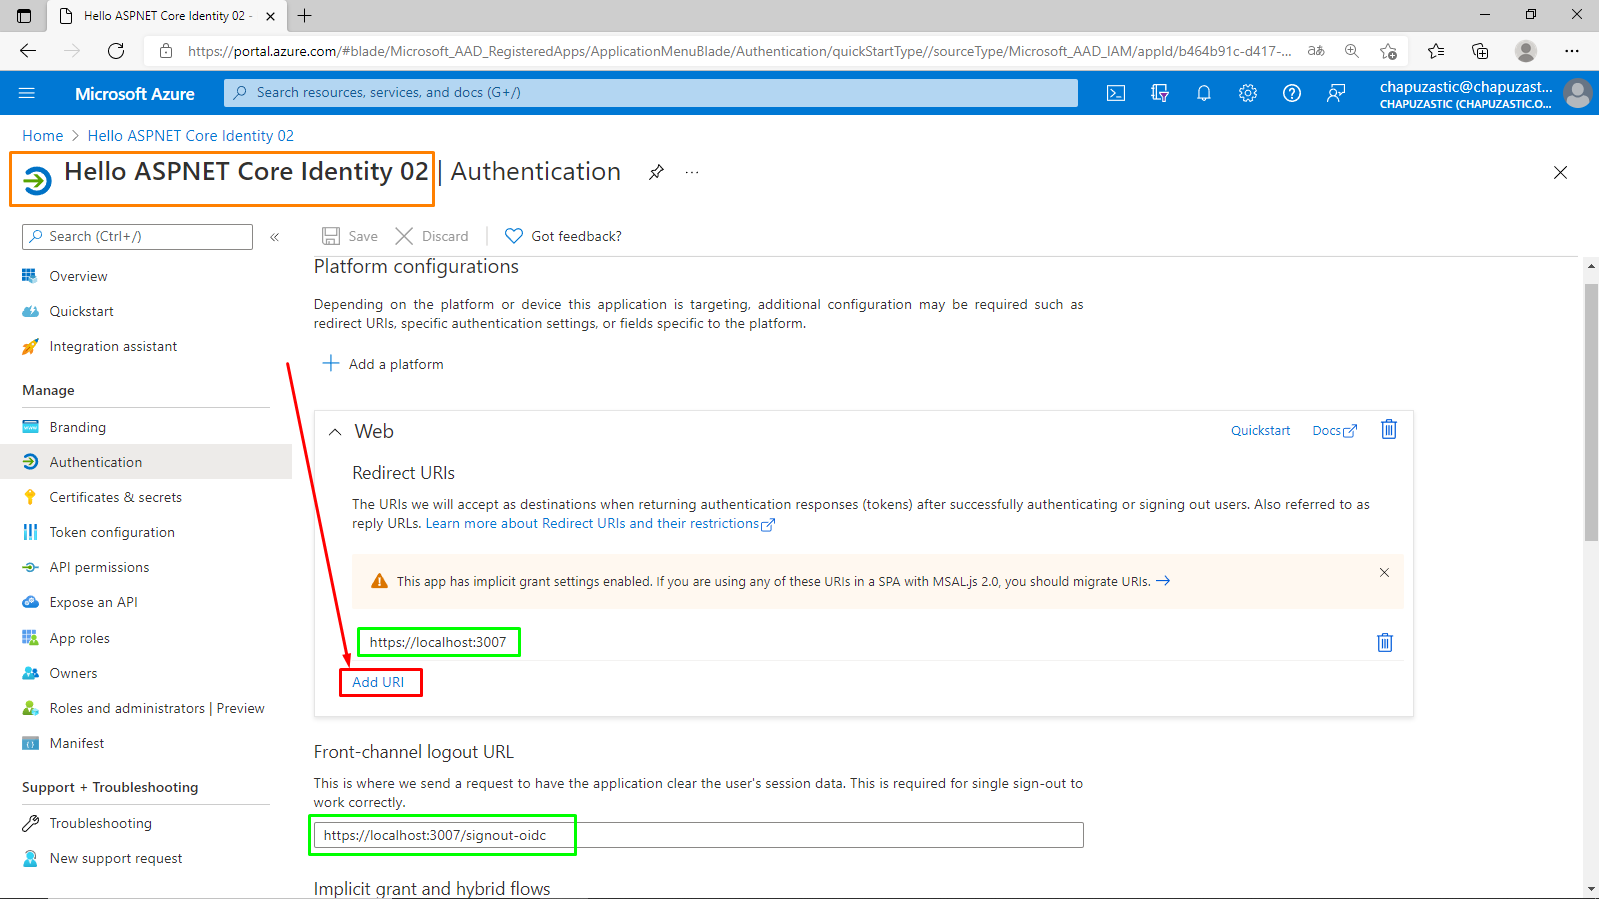 Hello ASPNET Core Identity 02 -
https://portal.azure.com/#blade/Microsoft_AAD_RegisteredApps/ApplicationMenuBlade/Authentication/quickStartType//sourceType/Microsoft_AAD_IAM/appId/b464b91c-d417-...
Microsoft Azure
Search resources, services, and docs (G+/)
chapuzastic@chapuzast...
CHAPUZASTIC (CHAPUZASTIC.O...
Home > Hello ASPNET Core Identity 02
Hello ASPNET Core Identity 02 | Authentication
Search (Ctrl+/)
Save
Discard
Got feedback?
Overview
Quickstart
Integration assistant
Manage
Branding
Authentication
Certificates & secrets
Token configuration
API permissions
Expose an API
App roles
Owners
Roles and administrators | Preview
Manifest
Support + Troubleshooting
Troubleshooting
New support request
Platform configurations
Depending on the platform or device this application is targeting, additional configuration may be required such as
redirect URIs, specific authentication settings, or fields specific to the platform.
Add a platform
Web
Quickstart
Docs
Redirect URIs
The URIs we will accept as destinations when returning authentication responses (tokens) after successfully authenticating or signing out users. Also referred to as
reply URLs. Learn more about Redirect URIs and their restrictions
This app has implicit grant settings enabled. If you are using any of these URIs in a SPA with MSAL.js 2.0, you should migrate URIs.
https://localhost:3007
Add URI
Front-channel logout URL
This is where we send a request to have the application clear the user's session data. This is required for single sign-out to
work correctly.
https://localhost:3007/signout-oidc
Implicit grant and hybrid flows